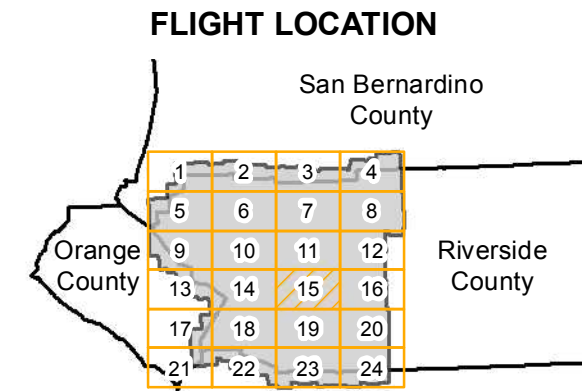 FLIGHT LOCATION
San Bernardino
County
1 2 3 4
5 6 7 8
Orange
County
9 10 11 12
Riverside
County
13 14 15 16
17 18 19 20
21 22 23 24